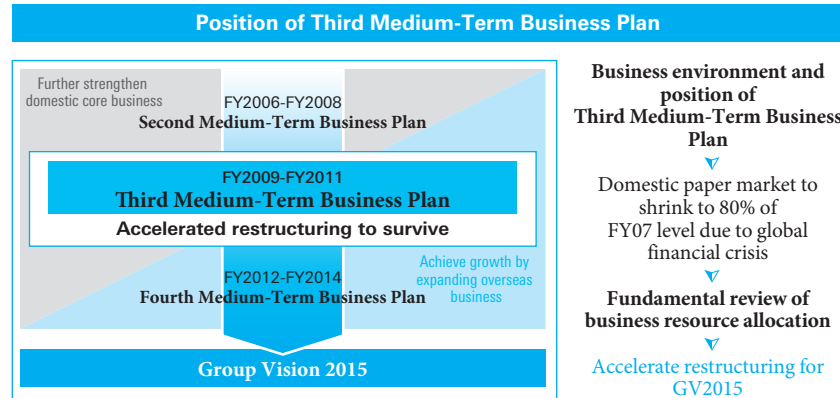 Position of Third Medium-Term Business Plan
Further strengthen
domestic core business
FY2006-FY2008
Second Medium-Term Business Plan
FY2009-FY2011
Third Medium-Term Business Plan
Accelerated restructuring to survive
Achieve growth by
expanding overseas
business
FY2012-FY2014
Fourth Medium-Term Business Plan
Group Vision 2015
Business environment and
position of
Third Medium-Term Business
Plan
Domestic paper market to
shrink to 80% of
FY07 level due to global
financial crisis
Fundamental review of
business resource allocation
Accelerate restructuring for
GV2015